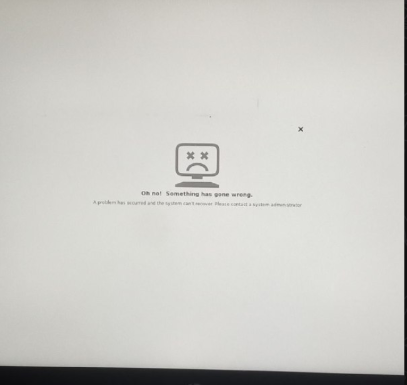 Oh no! Something has gone wrong.
A problem has occurred and the system can't recover. Please contact a system administrator